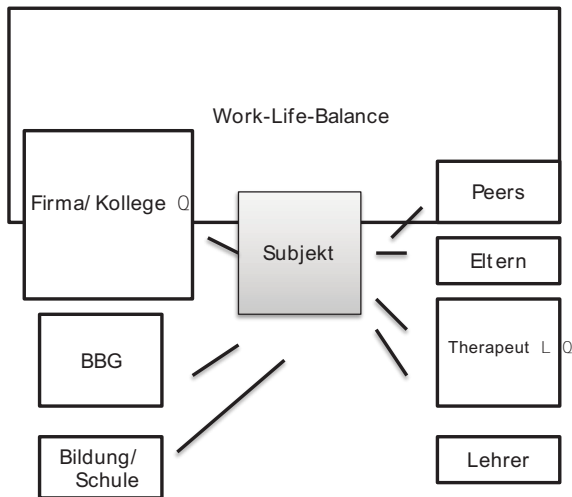 Work-Life-Balance
Firma/ Kollege Q
Subjekt
Peers
Eltern
Therapeut L Q
BBG
Bildung/
Schule
Lehrer